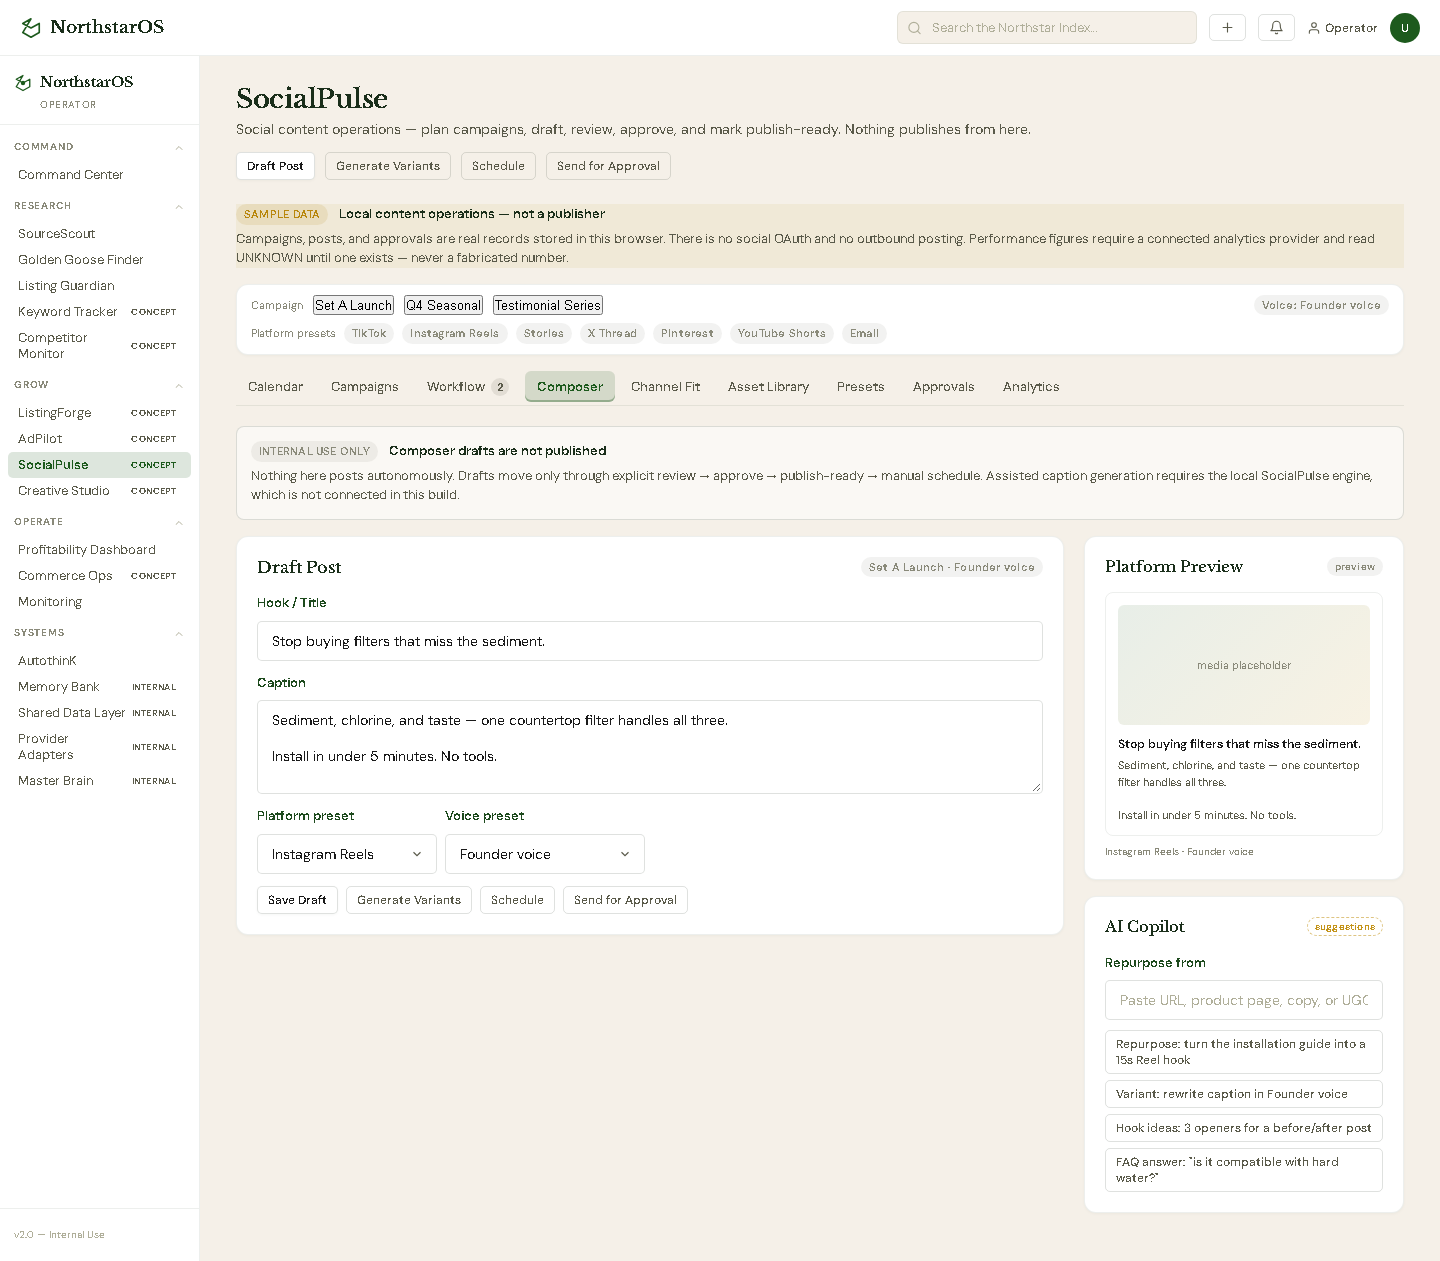 NorthstarOS
Search the Northstar Index...
Operator
U
NorthstarOS
OPERATOR
COMMAND
Command Center
RESEARCH
SourceScout
Golden Goose Finder
Listing Guardian
Keyword Tracker CONCEPT
Competitor
Monitor
CONCEPT
GROW
ListingForge CONCEPT
AdPilot CONCEPT
SocialPulse CONCEPT
Creative Studio CONCEPT
OPERATE
Profitability Dashboard
Commerce Ops CONCEPT
Monitoring
SYSTEMS
AutothinK
Memory Bank INTERNAL
Shared Data Layer INTERNAL
Provider
Adapters
INTERNAL
Master Brain INTERNAL
v2.0 — Internal Use
SocialPulse
Social content operations — plan campaigns, draft, review, approve, and mark publish-ready. Nothing publishes from here.
Draft Post Generate Variants Schedule Send for Approval
SAMPLE DATA Local content operations — not a publisher
Campaigns, posts, and approvals are real records stored in this browser. There is no social OAuth and no outbound posting. Performance figures require a connected analytics provider and read
UNKNOWN until one exists — never a fabricated number.
Campaign Set A Launch Q4 Seasonal Testimonial Series Voice: Founder voice
Platform presets TikTok Instagram Reels Stories X Thread Pinterest YouTube Shorts Email
Calendar Campaigns Workflow 2 Composer Channel Fit Asset Library Presets Approvals Analytics
INTERNAL USE ONLY Composer drafts are not published
Nothing here posts autonomously. Drafts move only through explicit review → approve → publish-ready → manual schedule. Assisted caption generation requires the local SocialPulse engine,
which is not connected in this build.
Draft Post Set A Launch · Founder voice
Hook / Title
Stop buying filters that miss the sediment.
Caption
Sediment, chlorine, and taste — one countertop filter handles all three.
Install in under 5 minutes. No tools.
Platform preset Voice preset
Instagram Reels Founder voice
Save Draft Generate Variants Schedule Send for Approval
Platform Preview preview
media placeholder
Stop buying filters that miss the sediment.
Sediment, chlorine, and taste — one countertop
filter handles all three.
Install in under 5 minutes. No tools.
Instagram Reels · Founder voice
AI Copilot suggestions
Repurpose from
Paste URL, product page, copy, or UGC
Repurpose: turn the installation guide into a
15s Reel hook
Variant: rewrite caption in Founder voice
Hook ideas: 3 openers for a before/after post
FAQ answer: "is it compatible with hard
water?"